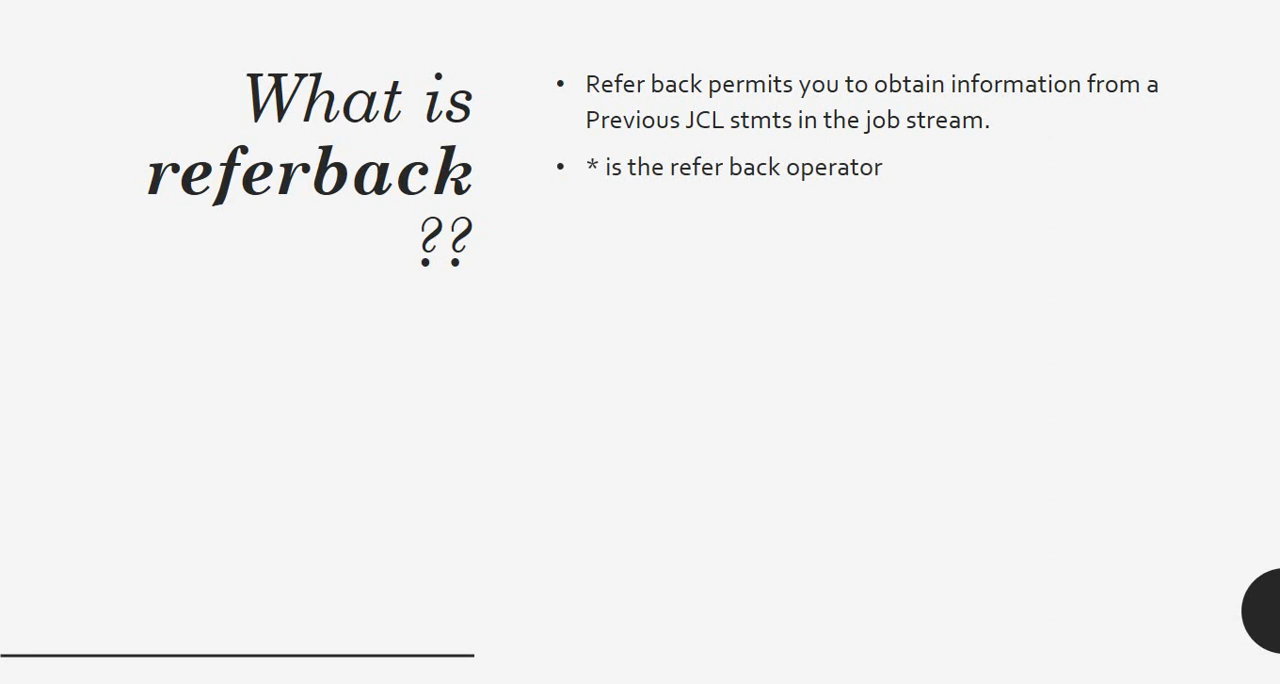 What is
referback
??
• Refer back permits you to obtain information from a
Previous JCL stmts in the job stream.
• * is the refer back operator